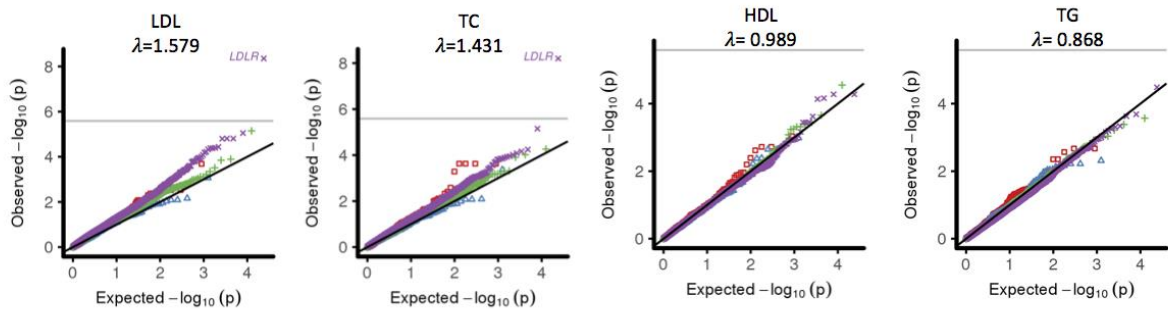 LDL
λ=1.579
Observed −log10 (p)
8
6
4
2
0
LDLR
0 1 2 3 4
Expected −log10 (p)
TC
λ=1.431
Observed −log10 (p)
8
6
4
2
0
LDLR
0 1 2 3 4
Expected −log10 (p)
HDL
λ= 0.989
Observed −log10 (p)
4
2
0
0 1 2 3 4
Expected −log10 (p)
TG
λ= 0.868
Observed −log10 (p)
4
2
0
0 1 2 3 4
Expected −log10 (p)